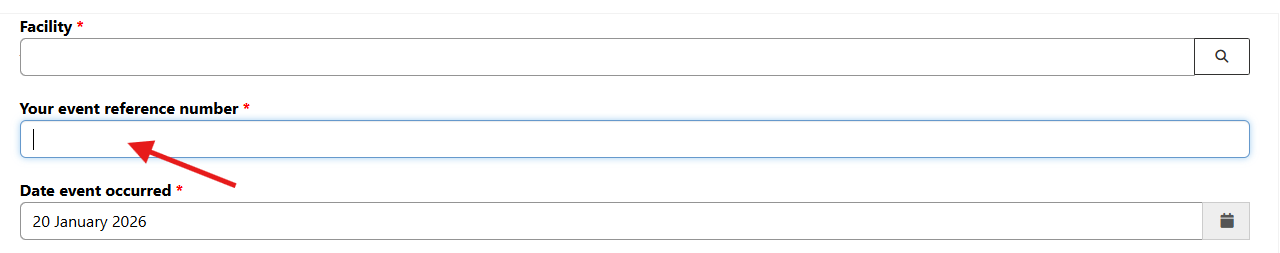 Facility *
Your event reference number *
Date event occurred *
20 January 2026